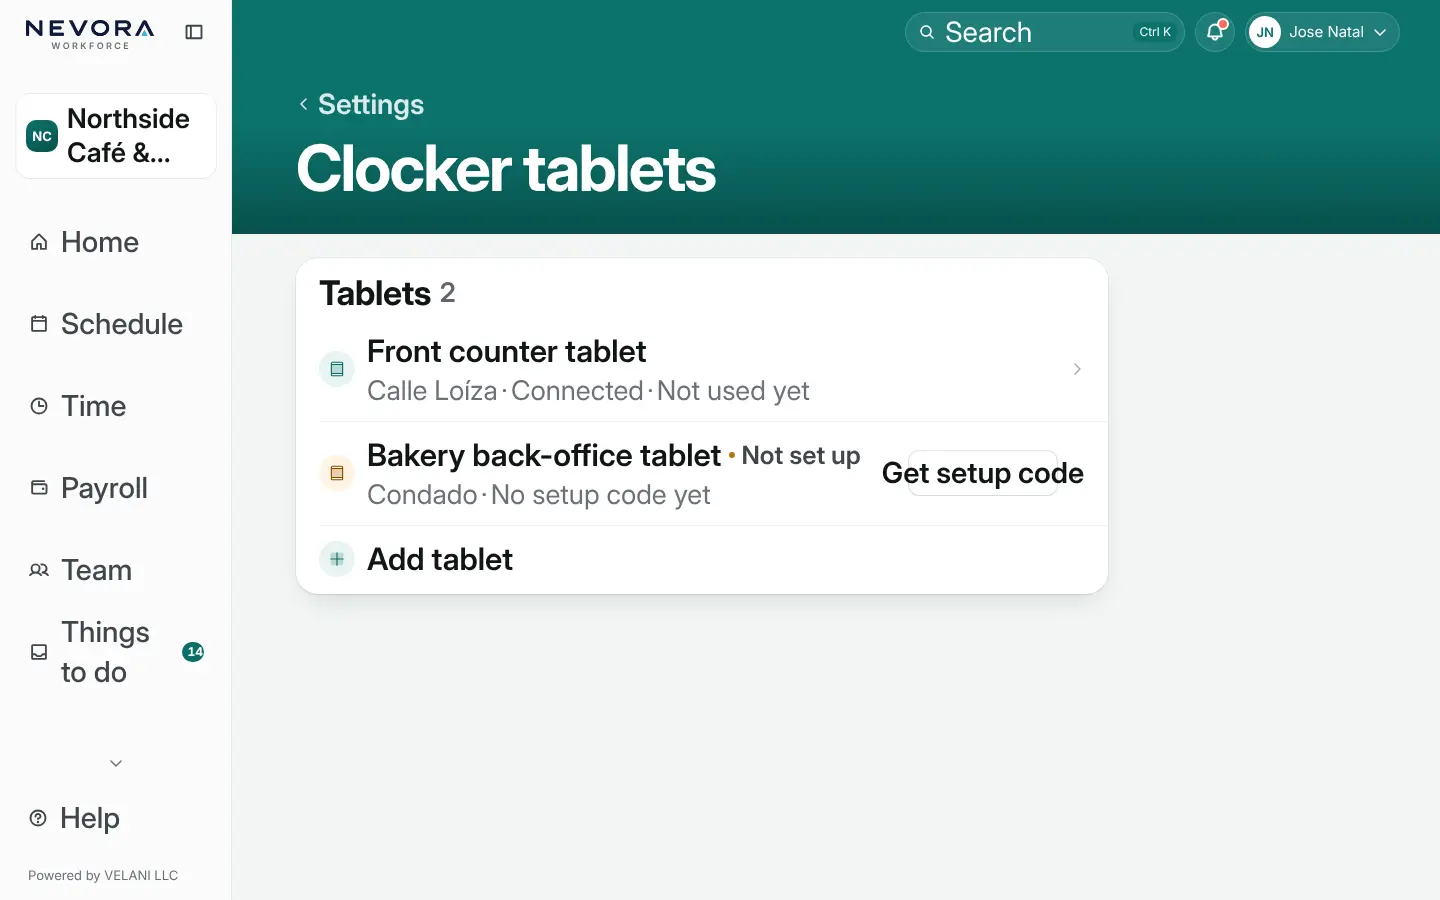 NEVORA
WORKFORCE
Search
Ctrl K
JN
Jose Natal
NC
Northside
Café &...
Settings
Clocker tablets
Home
Schedule
Time
Payroll
Team
Things
to do
14
Help
Powered by VELANI LLC
Tablets 2
Front counter tablet
Calle Loíza · Connected · Not used yet
Bakery back-office tablet • Not set up
Condado · No setup code yet
Get setup code
Add tablet